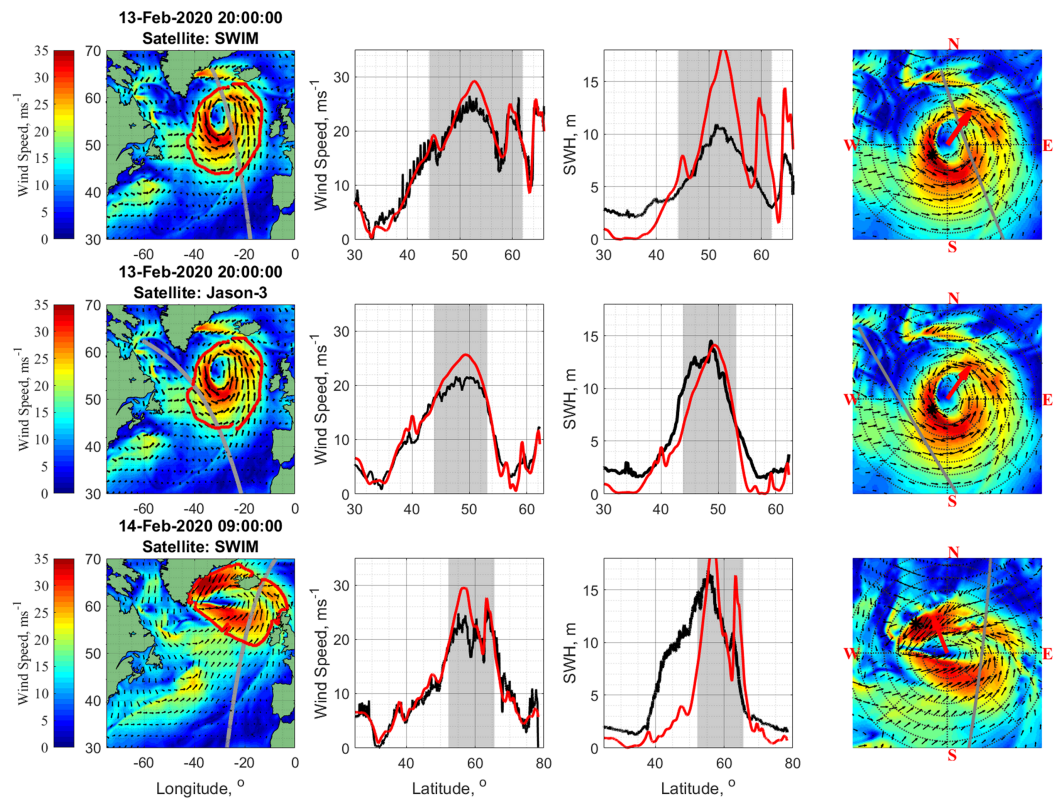 13-Feb-2020 20:00:00
Satellite: SWIM
Wind Speed, ms-1
35
30
25
20
15
10
5
0
70
60
50
40
30
-60 -40 -20 0
Wind Speed, ms-1
30
20
10
0
30 40 50 60
SWH, m
15
10
5
0
30 40 50 60
N
W E
S
13-Feb-2020 20:00:00
Satellite: Jason-3
Wind Speed, ms-1
35
30
25
20
15
10
5
0
70
60
50
40
30
-60 -40 -20 0
Wind Speed, ms-1
30
20
10
0
30 40 50 60
SWH, m
15
10
5
0
30 40 50 60
N
W E
S
14-Feb-2020 09:00:00
Satellite: SWIM
Wind Speed, ms-1
35
30
25
20
15
10
5
0
70
60
50
40
30
-60 -40 -20 0
Longitude, o
Wind Speed, ms-1
30
20
10
0
40 60 80
Latitude, o
SWH, m
15
10
5
0
40 60 80
Latitude, o
N
W E
S